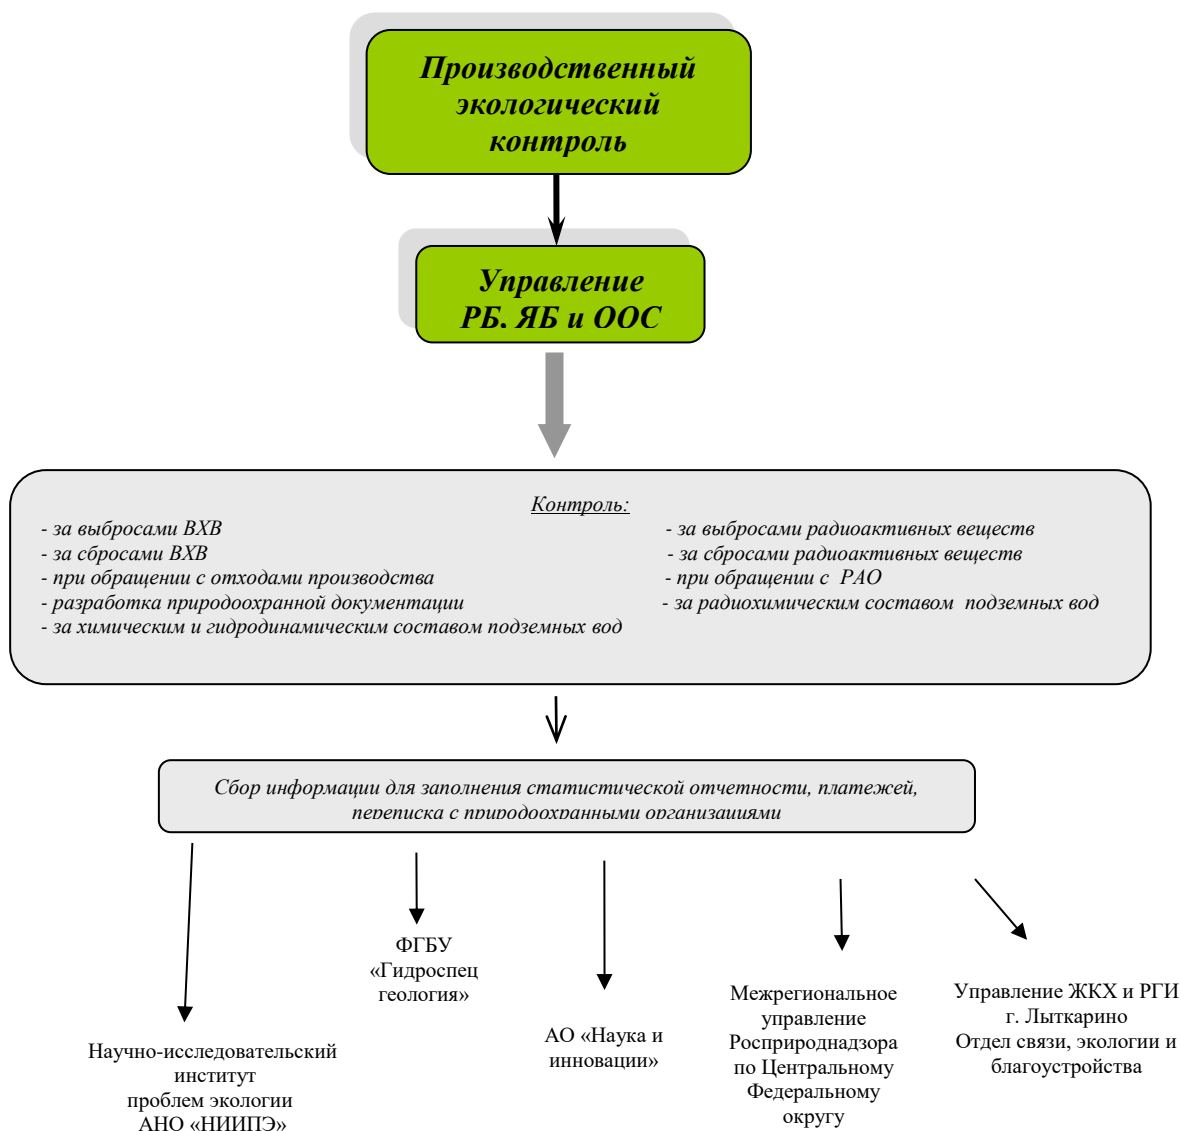 Производственный
экологический
контроль
Управление
РБ. ЯБ и ООС
Контроль:
- за выбросами ВХВ
- за сбросами ВХВ
- при обращении с отходами производства
- разработка природоохранной документации
- за химическим и гидродинамическим составом подземных вод
- за выбросами радиоактивных веществ
- за сбросами радиоактивных веществ
- при обращении с РАО
- за радиохимическим составом подземных вод
Сбор информации для заполнения статистической отчетности, платежей,
переписка с природоохранными организациями
Научно-исследовательский
институт
проблем экологии
АНО «НИИПЭ»
ФГБУ
«Гидроспец
геология»
АО «Наука и
инновации»
Межрегиональное
управление
Росприроднадзора
по Центральному
Федеральному
округу
Управление ЖКХ и РГИ
г. Лыткарино
Отдел связи, экологии и
благоустройства